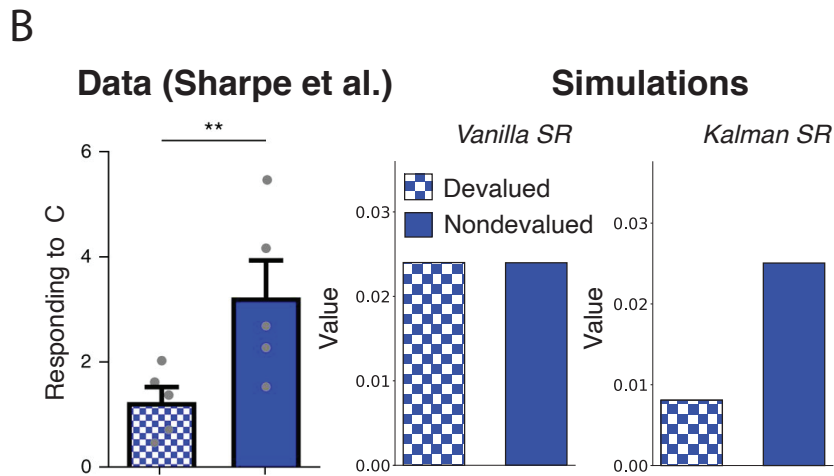 B
Data (Sharpe et al.)
Simulations
**
Vanilla SR
Kalman SR
Responding to C
6
4
2
0
Value
0.03
0.02
0.01
0.00
Devalued
Nondevalued
Value
0.03
0.02
0.01
0.00